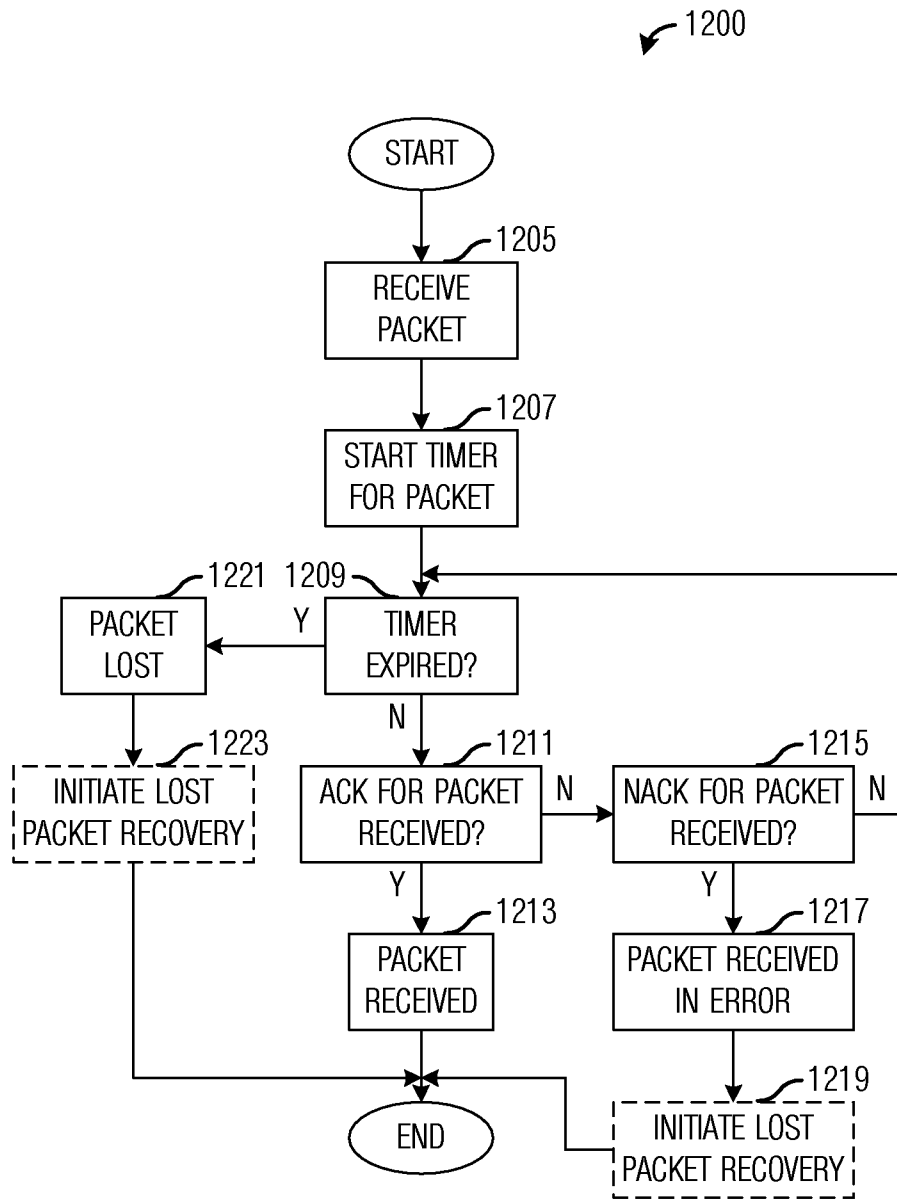 1200
START
1205
RECEIVE
PACKET
1207
START TIMER
FOR PACKET
1221
1209
PACKET
LOST
Y
TIMER
EXPIRED?
N
1223
1211
1215
INITIATE LOST
PACKET RECOVERY
ACK FOR PACKET
RECEIVED?
N
NACK FOR PACKET
RECEIVED?
N
Y
Y
1213
1217
PACKET
RECEIVED
PACKET RECEIVED
IN ERROR
1219
END
INITIATE LOST
PACKET RECOVERY